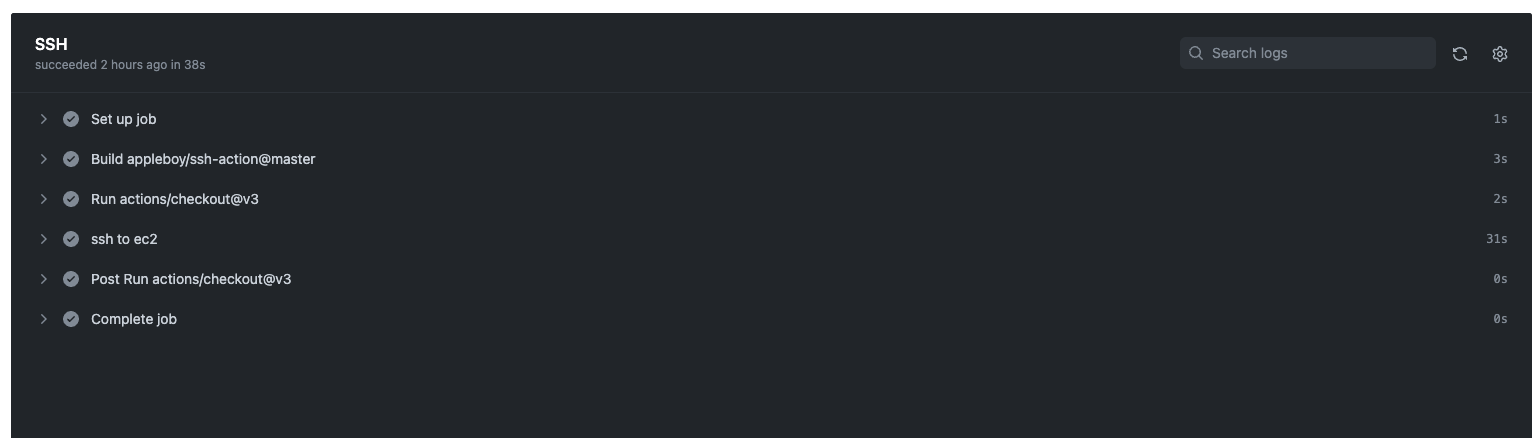 SSH
succeeded 2 hours ago in 38s
Search logs
Set up job 1s
Build appleboy/ssh-action@master 3s
Run actions/checkout@v3 2s
ssh to ec2 31s
Post Run actions/checkout@v3 0s
Complete job 0s